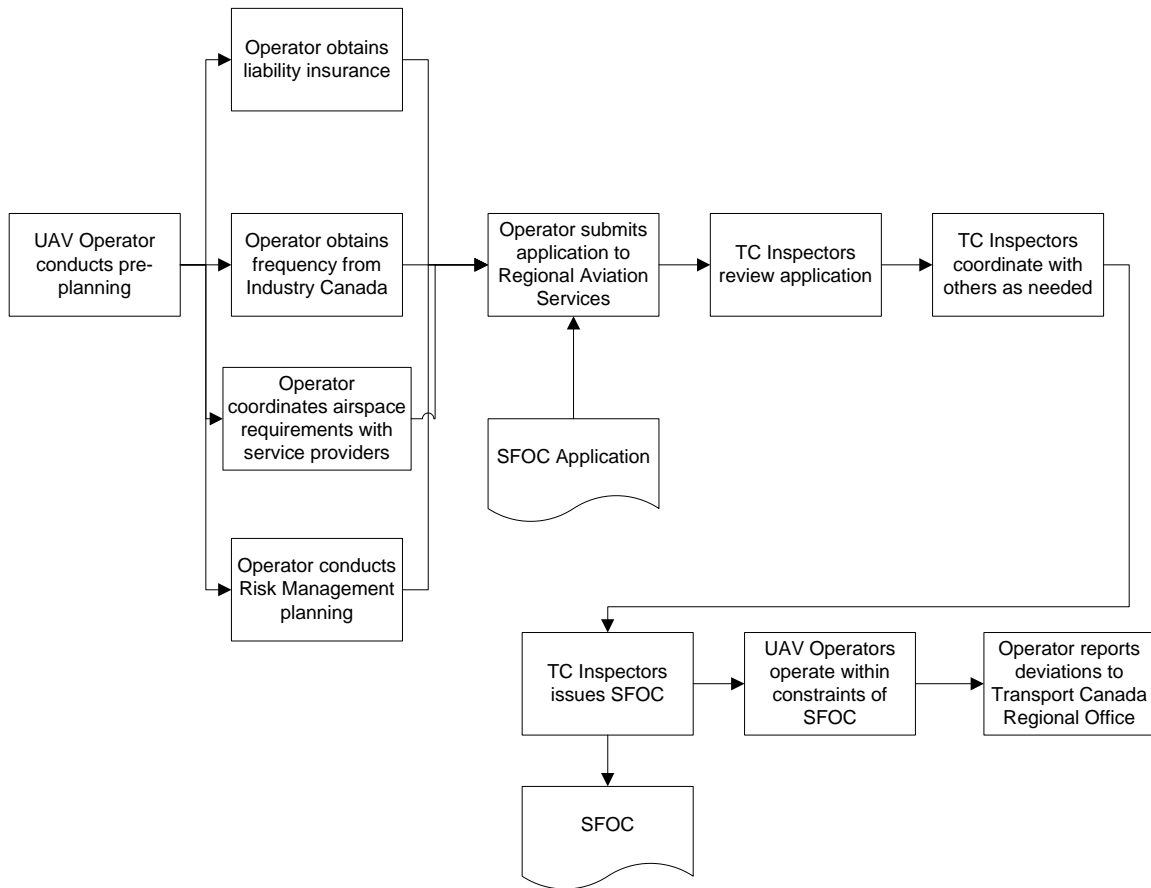 Operator obtains
liability insurance
UAV Operator
conducts pre-
planning
Operator obtains
frequency from
Industry Canada
Operator submits
application to
Regional Aviation
Services
TC Inspectors
review application
TC Inspectors
coordinate with
others as needed
Operator
coordinates airspace
requirements with
service providers
SFOC Application
Operator conducts
Risk Management
planning
TC Inspectors
issues SFOC
UAV Operators
operate within
constraints of
SFOC
Operator reports
deviations to
Transport Canada
Regional Office
SFOC